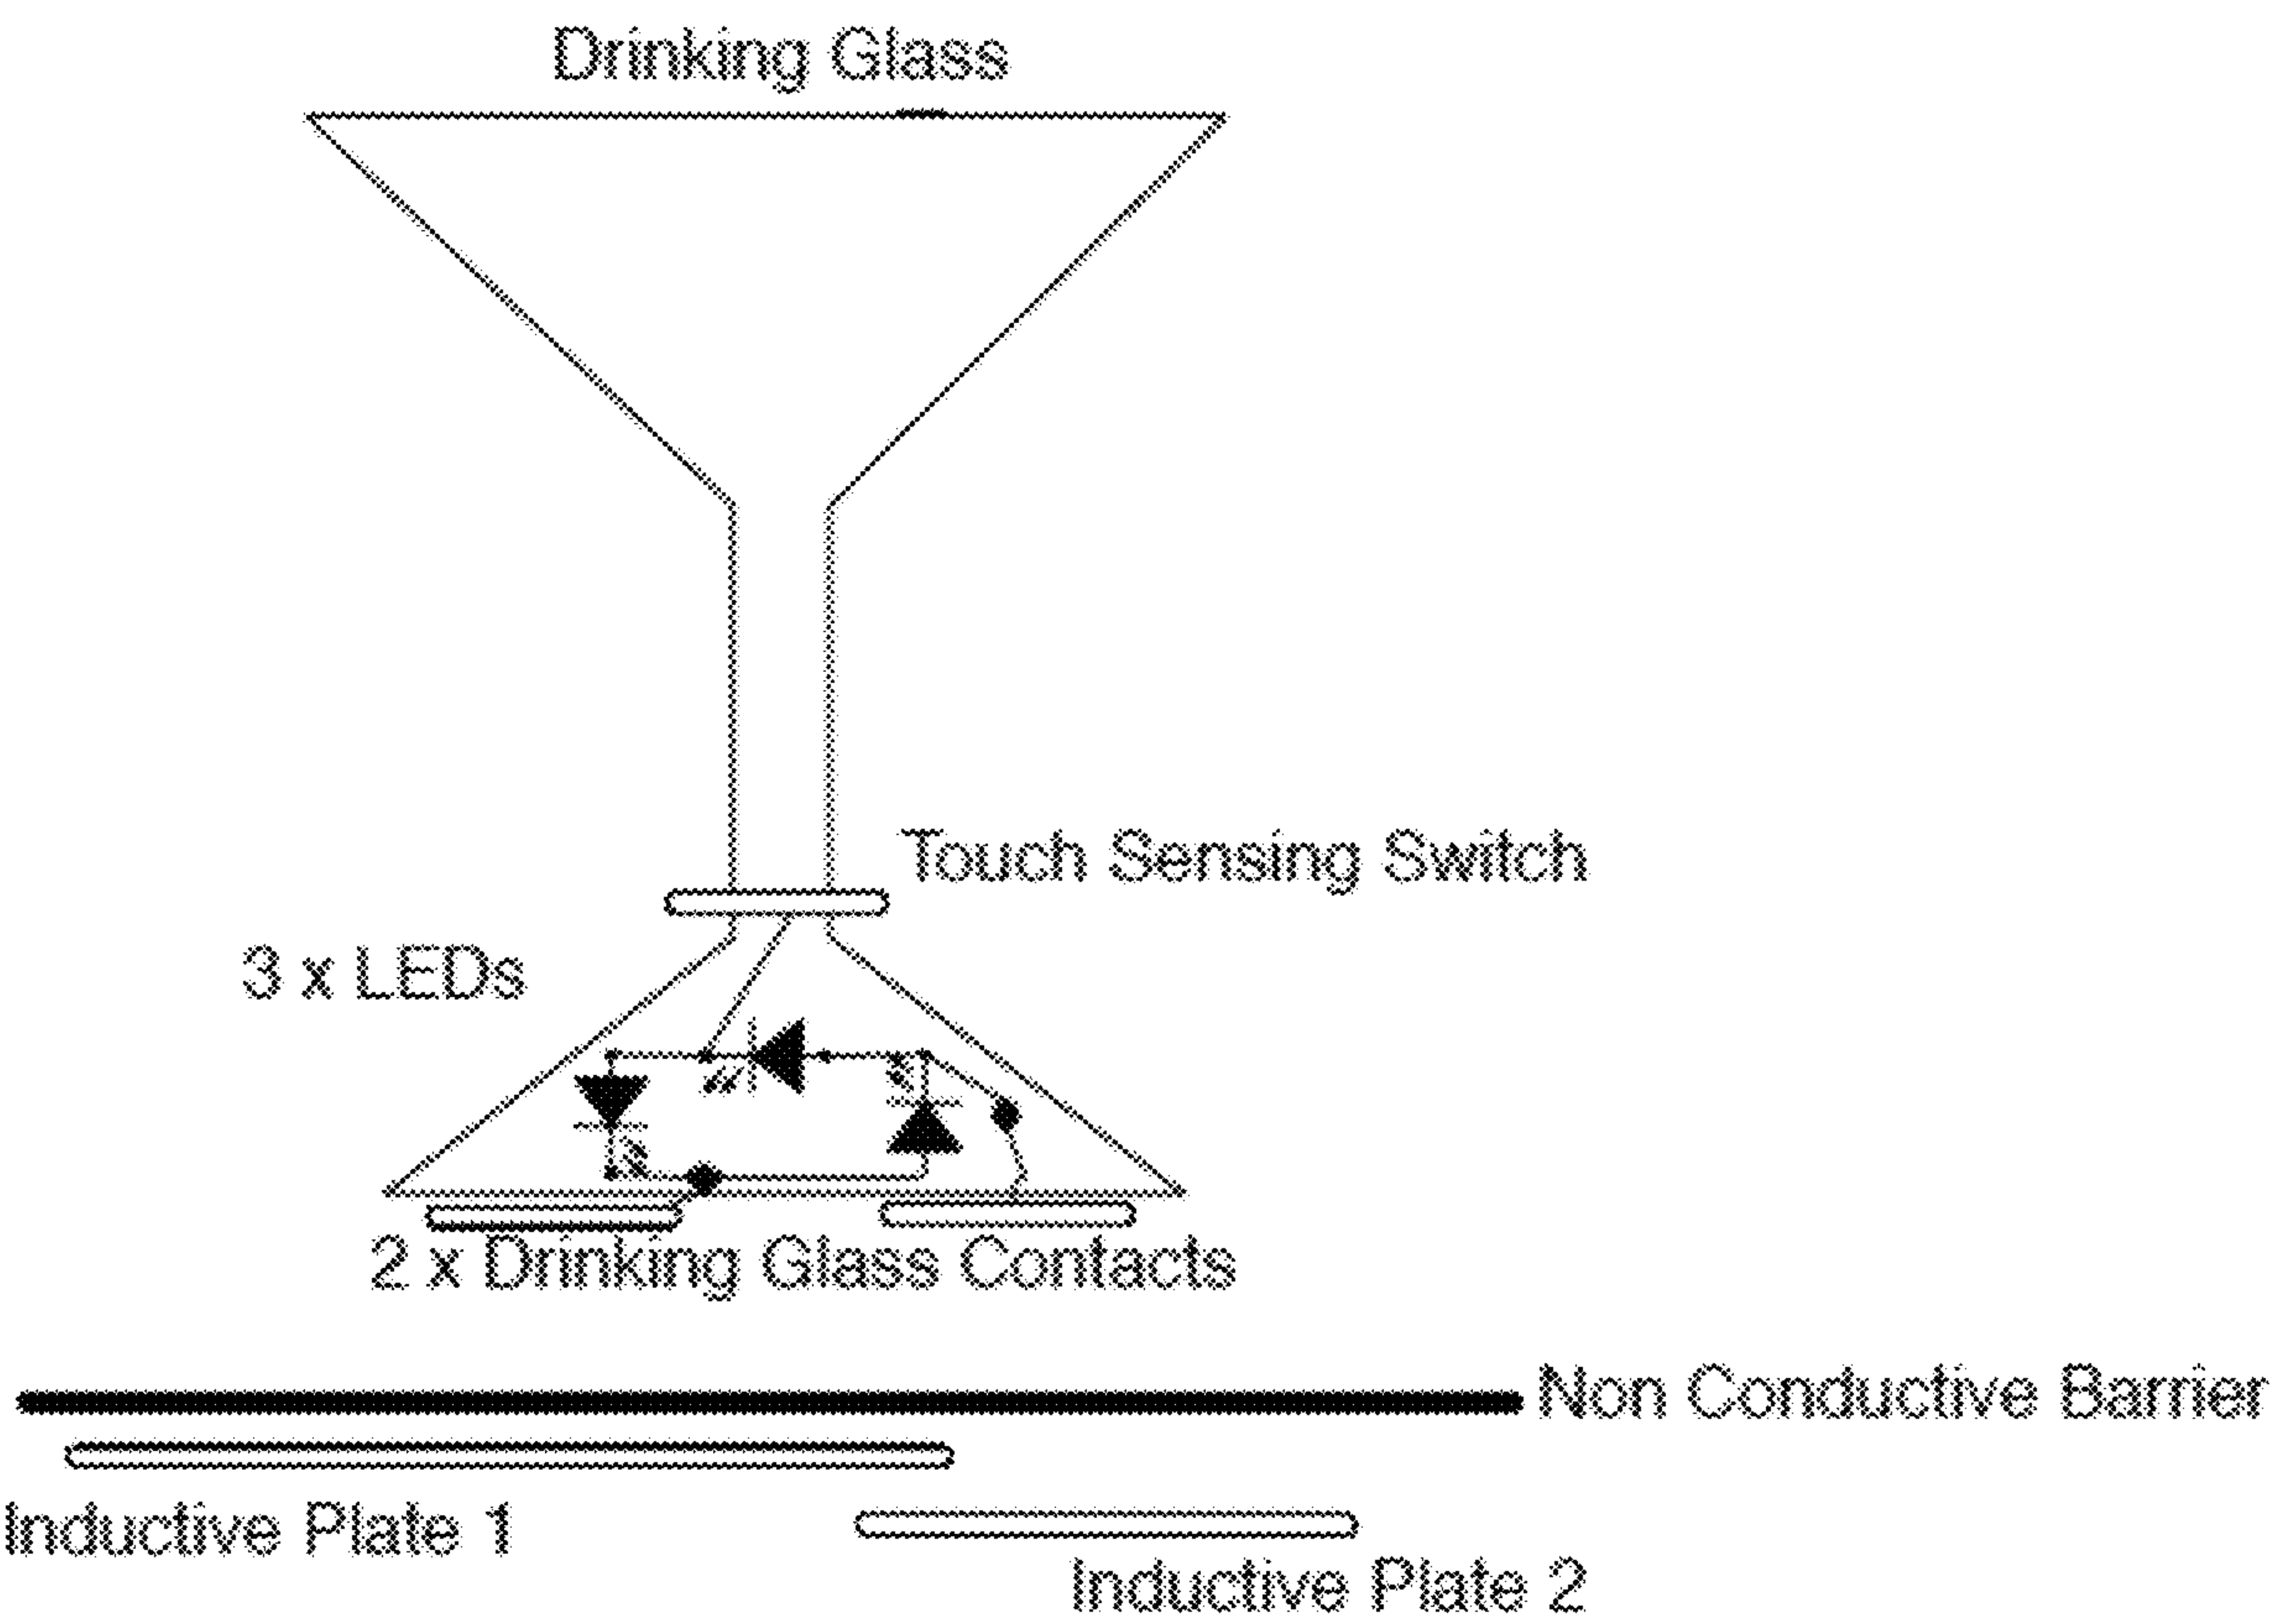 Drinking Glass
Touch Sensing Switch
3 x LEDs
2 x Drinking Glass Contacts
Non Conductive Barrier
Inductive Plate 1
Inductive Plate 2